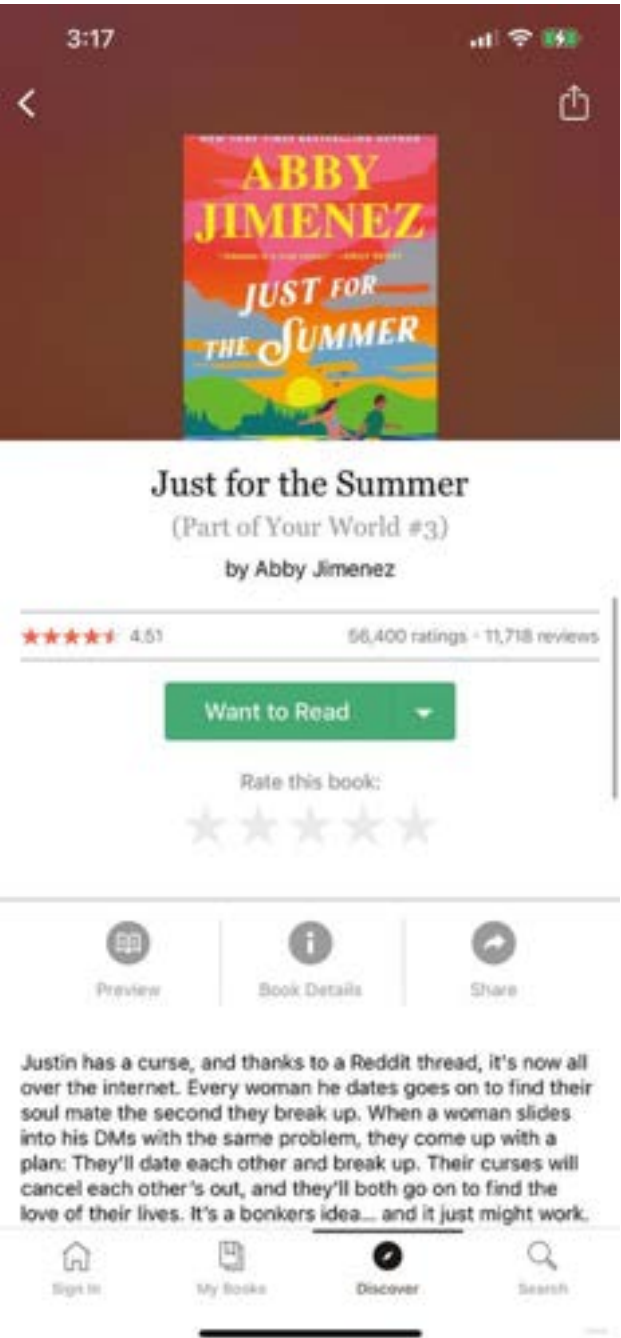 3:17
NEW YORK TIMES BESTSELLING AUTHOR
ABBY
JIMENEZ
JUST FOR
THE SUMMER
Just for the Summer
(Part of Your World #3)
by Abby Jimenez
4.51
56,400 ratings · 11,718 reviews
Want to Read
Rate this book:
Preview
Book Details
Share
Justin has a curse, and thanks to a Reddit thread, it's now all
over the internet. Every woman he dates goes on to find their
soul mate the second they break up. When a woman slides
into his DMs with the same problem, they come up with a
plan: They'll date each other and break up. Their curses will
cancel each other's out, and they'll both go on to find the
love of their lives. It's a bonkers idea... and it just might work.
Sign In
My Books
Discover
Search